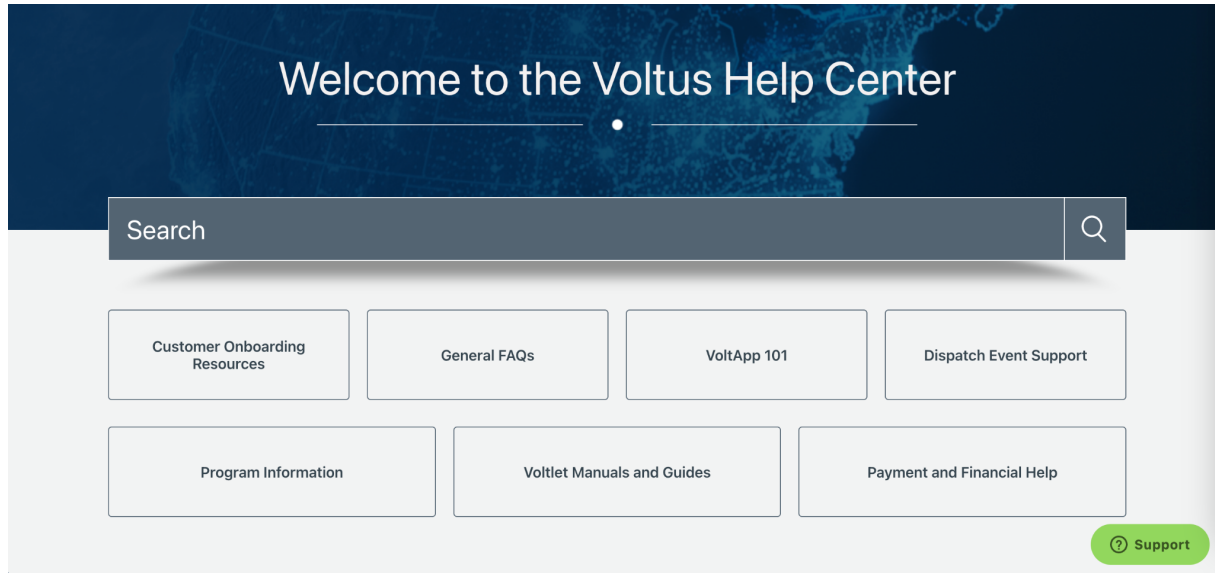 Welcome to the Voltus Help Center
Search
Customer Onboarding
Resources
General FAQs
VoltApp 101
Dispatch Event Support
Program Information
Voltlet Manuals and Guides
Payment and Financial Help
Support